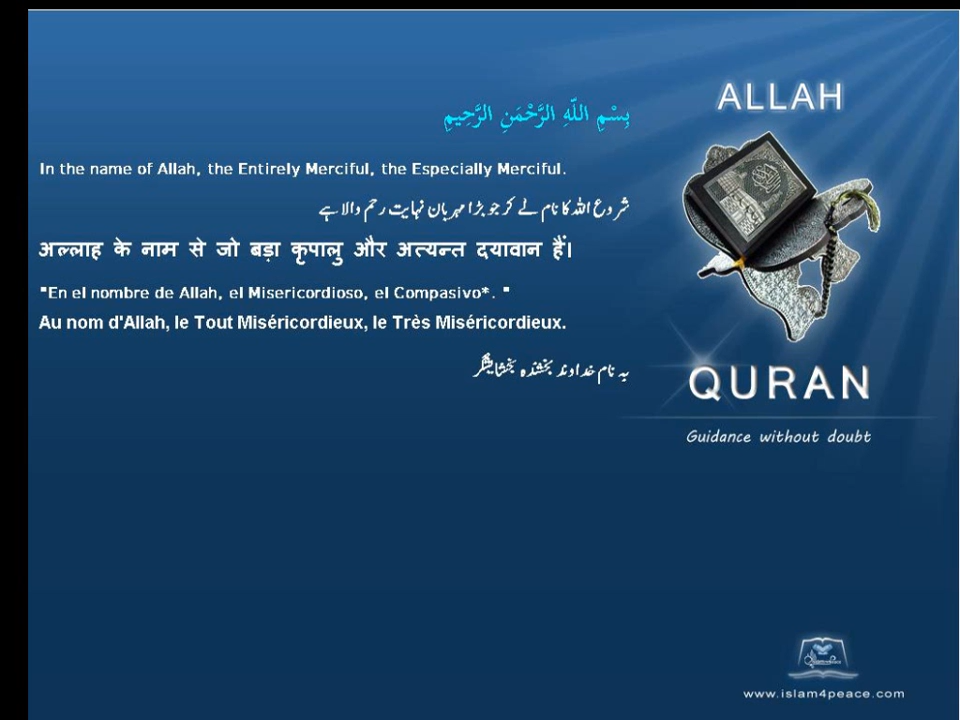 بِسْمِ اللَّهِ الرَّحْمَنِ الرَّحِيمِ
In the name of Allah, the Entirely Merciful, the Especially Merciful.
شروع اللہ کا نام لے کر جو بڑا مہربان نہایت رحم والا ہے
अल्लाह के नाम से जो बड़ा कृपालु और अत्यन्त दयावान हैं।
"En el nombre de Allah, el Misericordioso, el Compasivo*. "
Au nom d'Allah, le Tout Miséricordieux, le Très Miséricordieux.
به نام خداوند بخشنده بخشایشگر
ALLAH
QURAN
Guidance without doubt
www.islam4peace.com